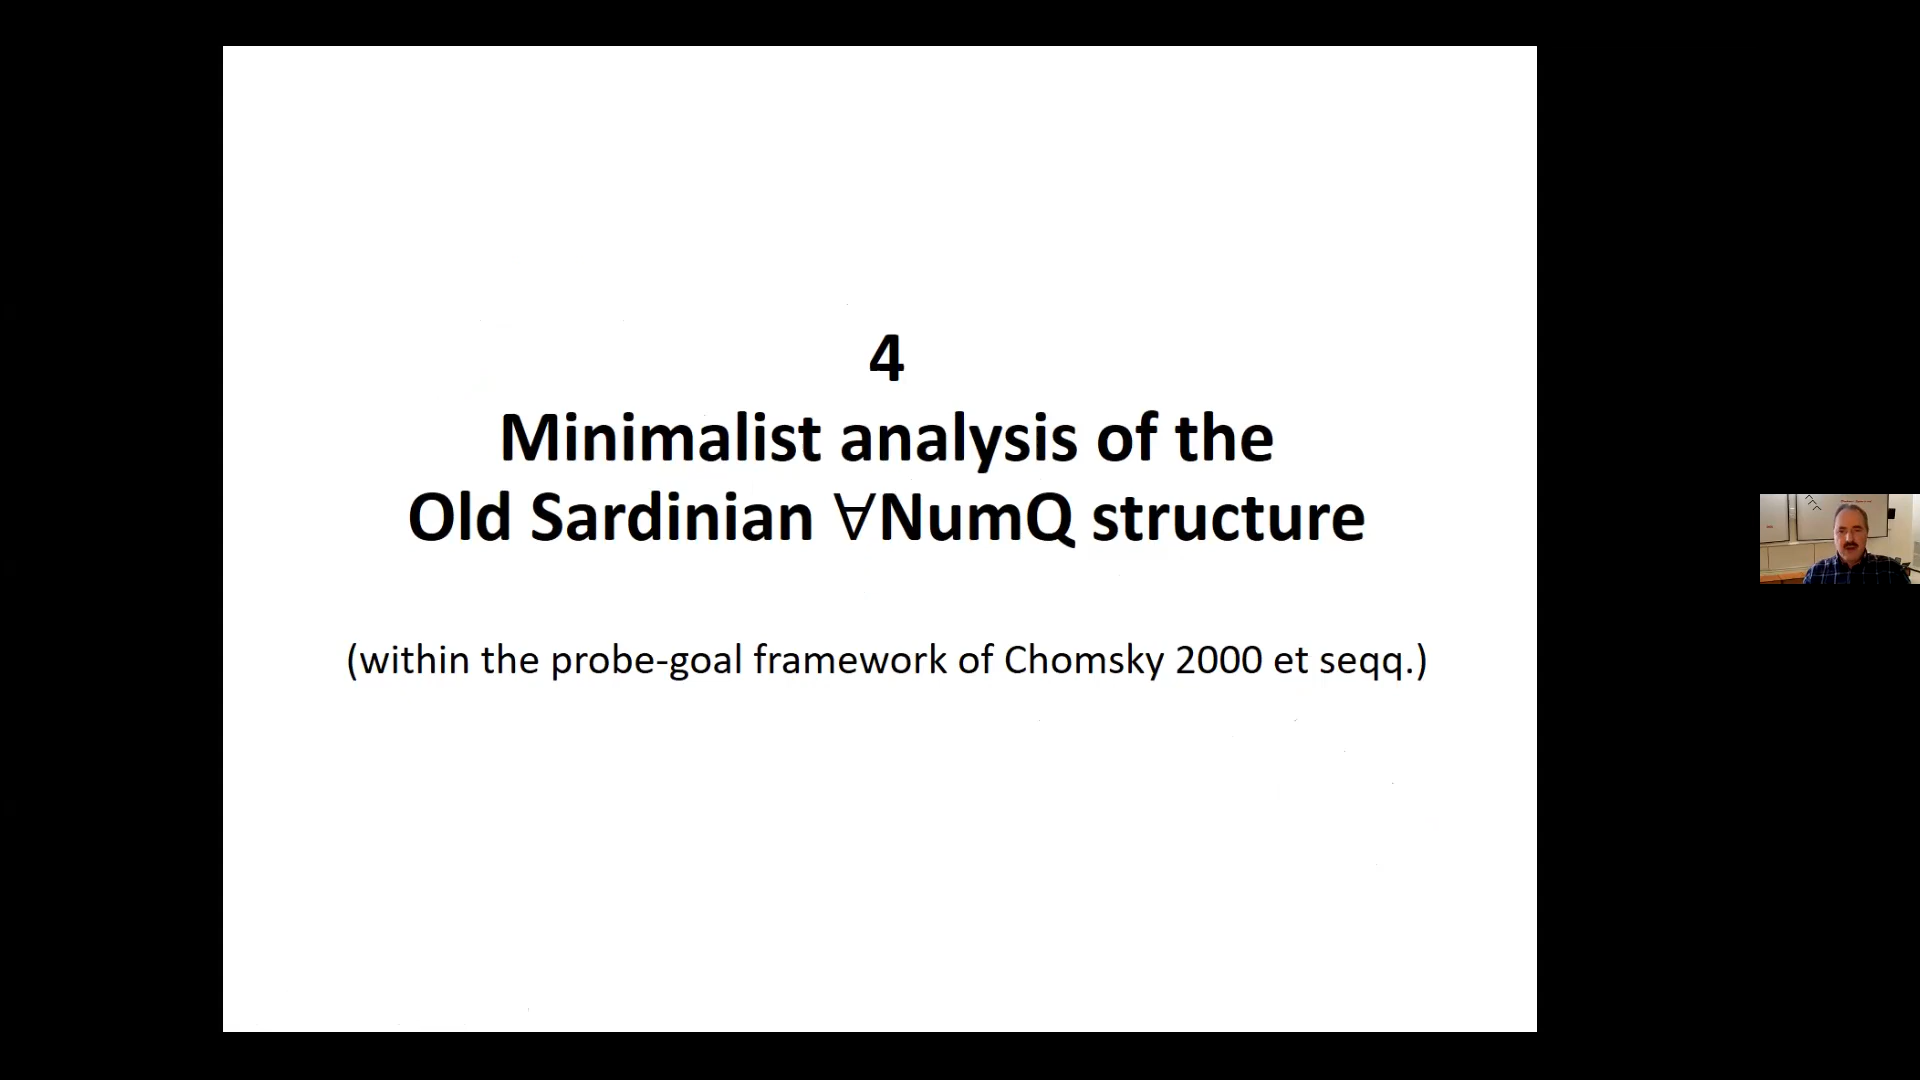 4
Minimalist analysis of the
Old Sardinian ∀NumQ structure
(within the probe-goal framework of Chomsky 2000 et seqq.)